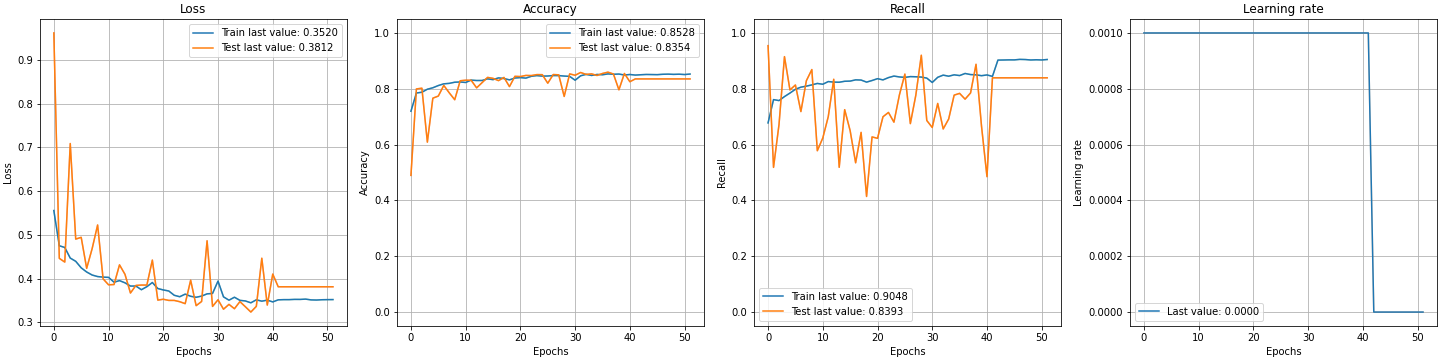 Loss
Train last value: 0.3520
Test last value: 0.3812
0.9
0.8
0.7
0.6
0.5
0.4
0.3
Loss
0
10
20
30
40
50
Epochs
Accuracy
Train last value: 0.8528
Test last value: 0.8354
1.0
0.8
0.6
0.4
0.2
0.0
Accuracy
0
10
20
30
40
50
Epochs
Recall
1.0
0.8
0.6
0.4
0.2
0.0
Recall
Train last value: 0.9048
Test last value: 0.8393
0
10
20
30
40
50
Epochs
Learning rate
0.0010
0.0008
0.0006
0.0004
0.0002
0.0000
Learning rate
Last value: 0.0000
0
10
20
30
40
50
Epochs